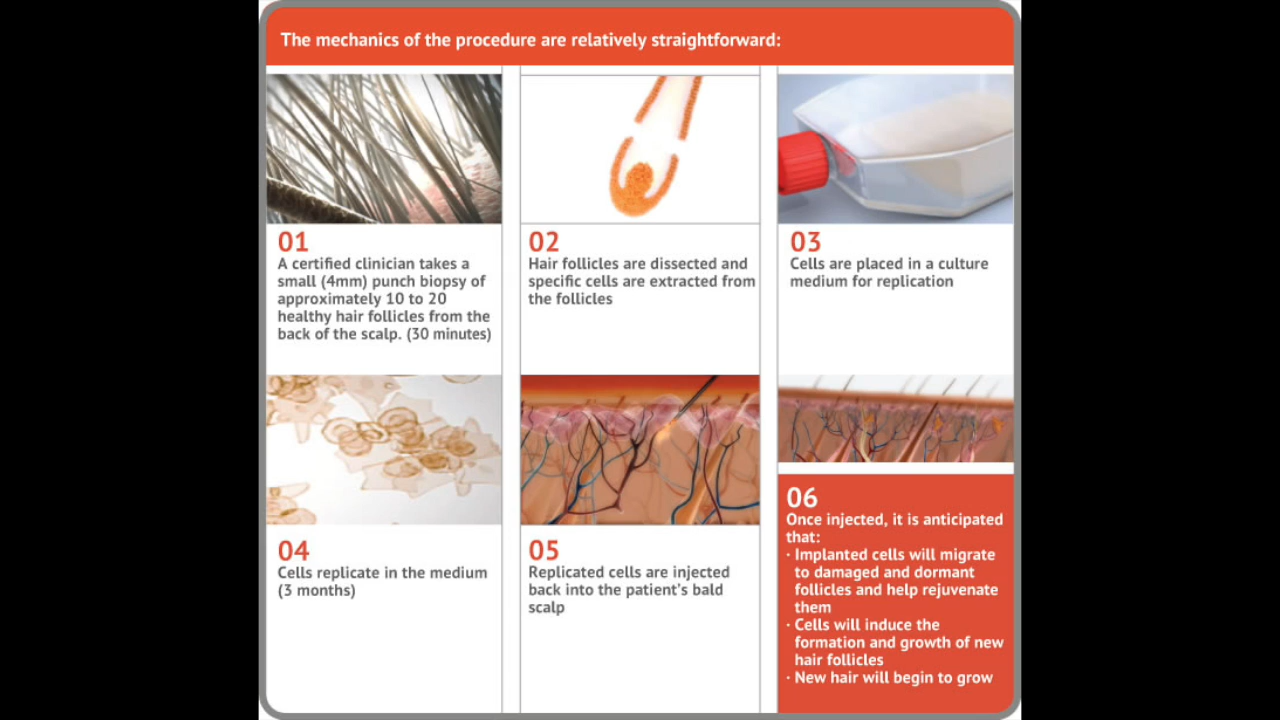 The mechanics of the procedure are relatively straightforward:
01
A certified clinician takes a
small (4mm) punch biopsy of
approximately 10 to 20
healthy hair follicles from the
back of the scalp. (30 minutes)
02
Hair follicles are dissected and
specific cells are extracted from
the follicles
03
Cells are placed in a culture
medium for replication
04
Cells replicate in the medium
(3 months)
05
Replicated cells are injected
back into the patient's bald
scalp
06
Once injected, it is anticipated
that:
· Implanted cells will migrate
to damaged and dormant
follicles and help rejuvenate
them
· Cells will induce the
formation and growth of new
hair follicles
· New hair will begin to grow